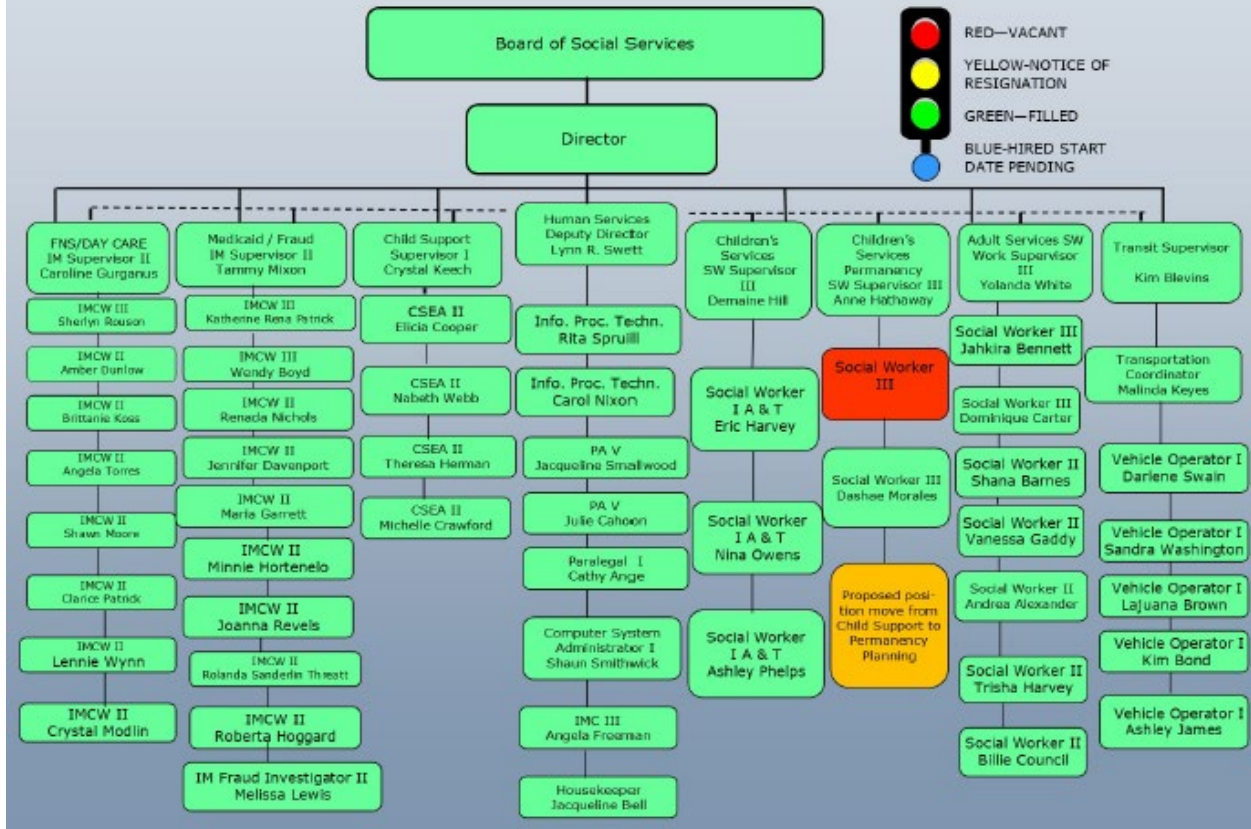 Board of Social Services
RED—VACANT
YELLOW-NOTICE OF
RESIGNATION
GREEN—FILLED
BLUE-HIRED START
DATE PENDING
Director
FNS/DAY CARE
IM Supervisor II
Caroline Gurganus
IMCW III
Sherlyn Rouson
IMCW II
Amber Dunlow
IMCW II
Brittanie Koss
IMCW II
Angela Torres
IMCW II
Shawn Moore
IMCW II
Clarice Patrick
IMCW II
Lennie Wynn
IMCW II
Crystal Modlin
Medicaid / Fraud
IM Supervisor II
Tammy Mixon
IMCW III
Katherine Rena Patrick
IMCW III
Wendy Boyd
IMCW II
Renada Nichols
IMCW II
Jennifer Davenport
IMCW II
Maria Garrett
IMCW II
Minnie Hortenelo
IMCW II
Joanna Revels
IMCW II
Rolanda Sanderlin Threatt
IMCW II
Roberta Hoggard
IM Fraud Investigator II
Melissa Lewis
Child Support
Supervisor I
Crystal Keech
CSEA II
Elicia Cooper
CSEA II
Nabeth Webb
CSEA II
Theresa Herman
CSEA II
Michelle Crawford
Human Services
Deputy Director
Lynn R. Swett
Info. Proc. Techn.
Rita Spruilll
Info. Proc. Techn.
Carol Nixon
PA V
Jacqueline Smallwood
PA V
Julie Cahoon
Paralegal I
Cathy Ange
Computer System
Administrator I
Shaun Smithwick
IMC III
Angela Freeman
Housekeeper
Jacqueline Bell
Children's
Services
SW Supervisor
III
Demaine Hill
Social Worker
I A & T
Eric Harvey
Social Worker
I A & T
Nina Owens
Social Worker
I A & T
Ashley Phelps
Children's
Services
Permanency
SW Supervisor III
Anne Hathaway
Social Worker
III
Social Worker III
Dashae Morales
Proposed posi-
tion move from
Child Support to
Permanency
Planning
Adult Services SW
Work Supervisor
III
Yolanda White
Social Worker III
Jahkira Bennett
Social Worker III
Dominique Carter
Social Worker II
Shana Barnes
Social Worker II
Vanessa Gaddy
Social Worker II
Andrea Alexander
Social Worker II
Trisha Harvey
Social Worker II
Billie Council
Transit Supervisor
Kim Blevins
Transportation
Coordinator
Malinda Keyes
Vehicle Operator I
Darlene Swain
Vehicle Operator I
Sandra Washington
Vehicle Operator I
Lajuana Brown
Vehicle Operator I
Kim Bond
Vehicle Operator I
Ashley James